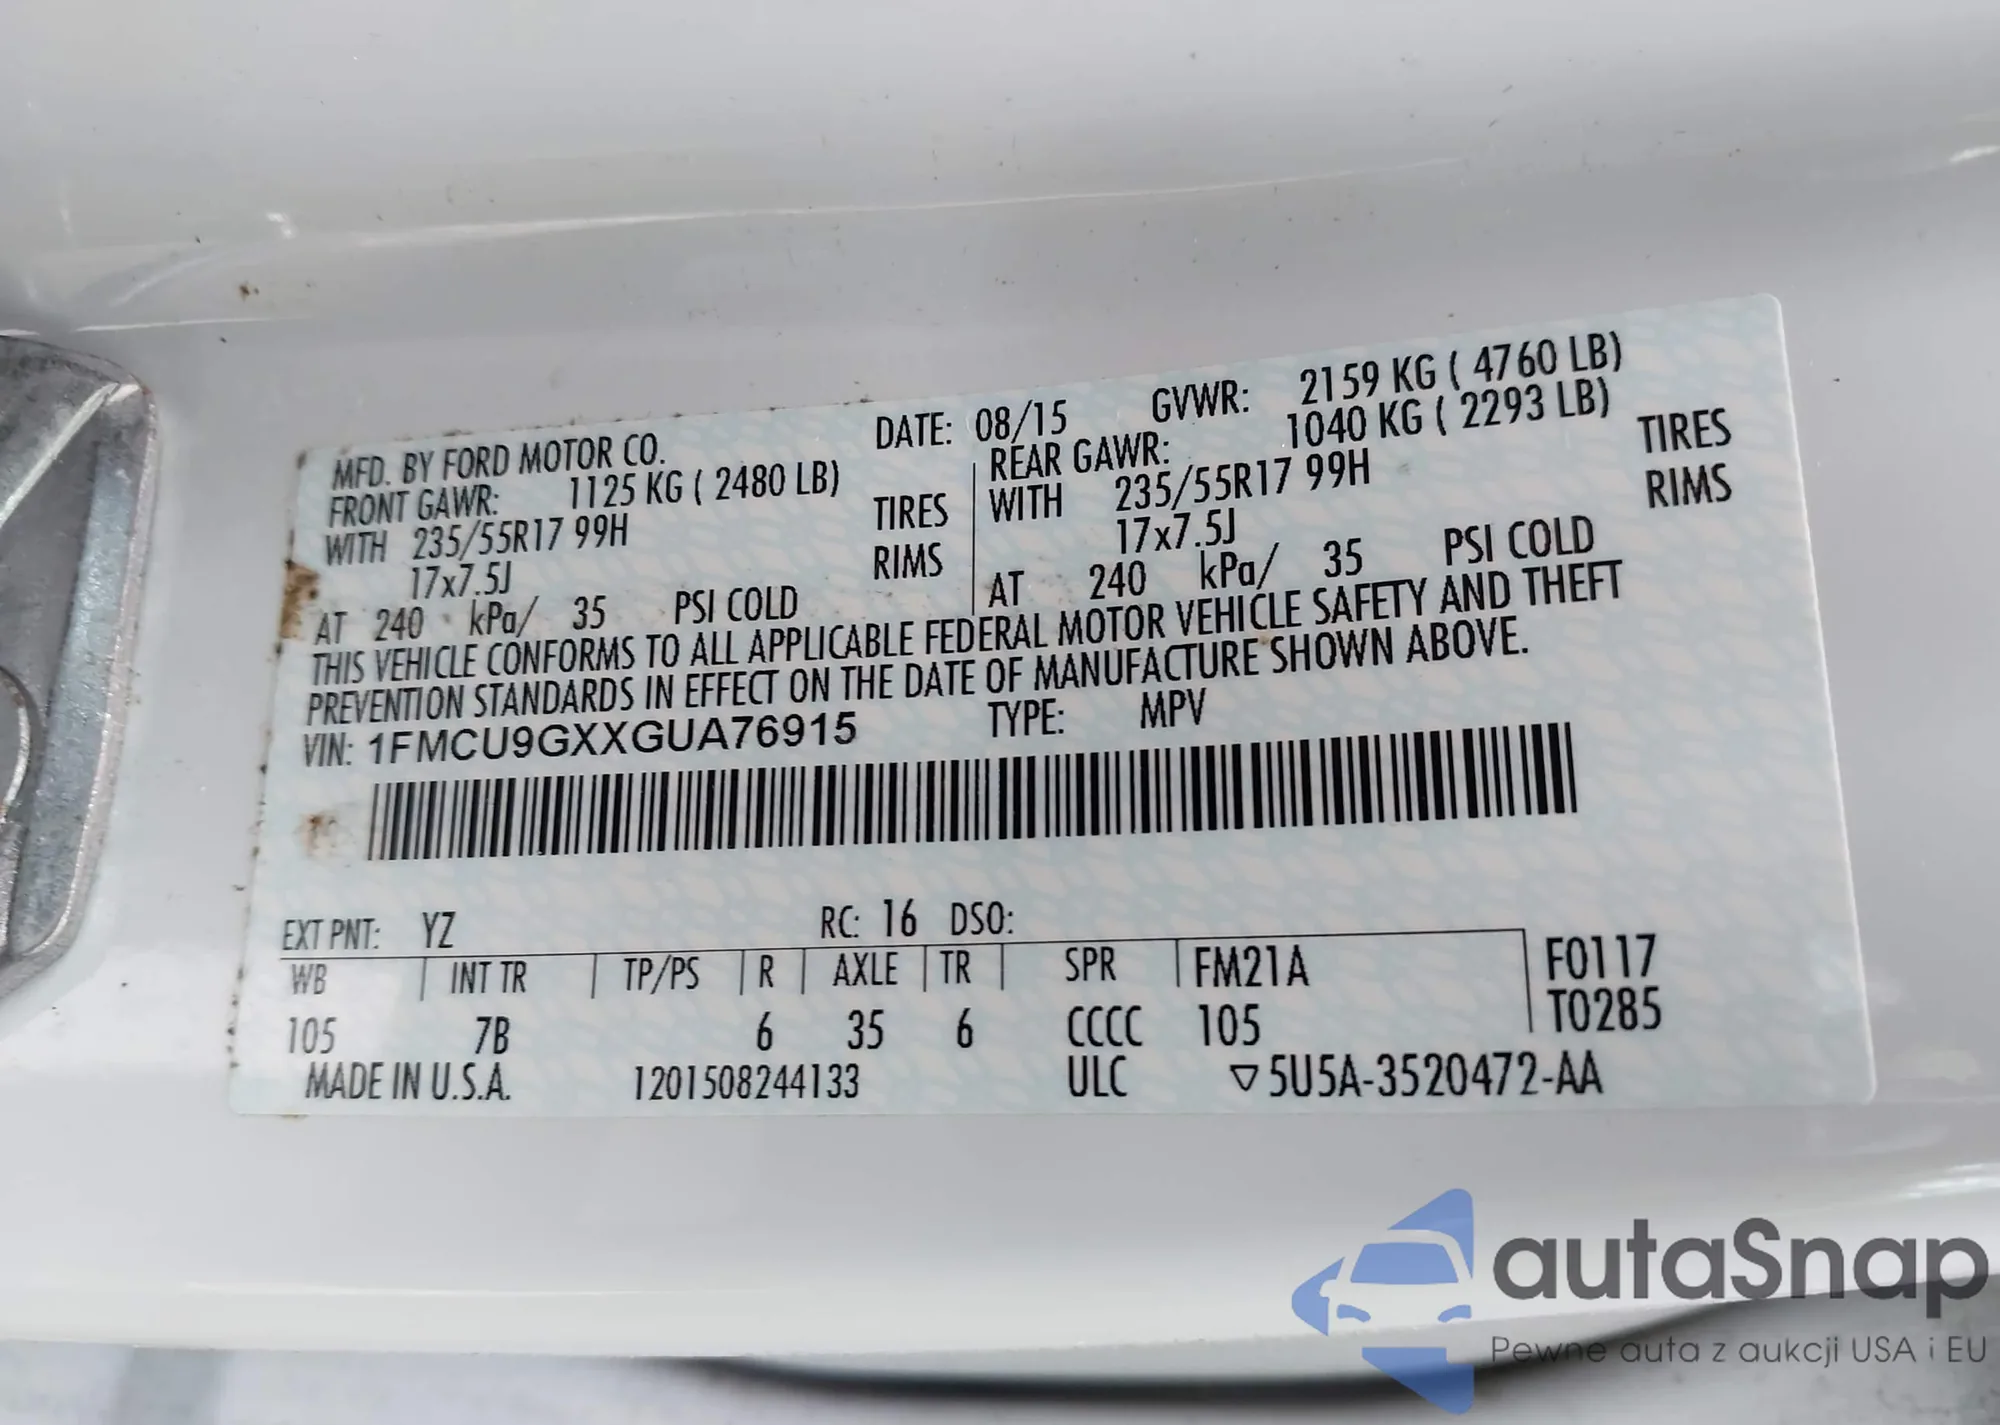 MFD. BY FORD MOTOR CO. DATE: 08/15 GVWR: 2159 KG ( 4760 LB)
FRONT GAWR: 1125 KG ( 2480 LB) REAR GAWR: 1040 KG ( 2293 LB)
WITH 235/55R17 99H TIRES WITH 235/55R17 99H TIRES
17x7.5J RIMS 17x7.5J RIMS
AT 240 kPa/ 35 PSI COLD AT 240 kPa/ 35 PSI COLD
THIS VEHICLE CONFORMS TO ALL APPLICABLE FEDERAL MOTOR VEHICLE SAFETY AND THEFT
PREVENTION STANDARDS IN EFFECT ON THE DATE OF MANUFACTURE SHOWN ABOVE.
VIN: 1FMCU9GXXGUA76915 TYPE: MPV
EXT PNT: YZ RC: 16 DSO:
WB INT TR TP/PS R AXLE TR SPR FM21A F0117
105 7B 6 35 6 CCCC 105 T0285
MADE IN U.S.A. 1201508244133 ULC ▽5U5A-3520472-AA
autaSnap
Pewne auta z aukcji USA i EU